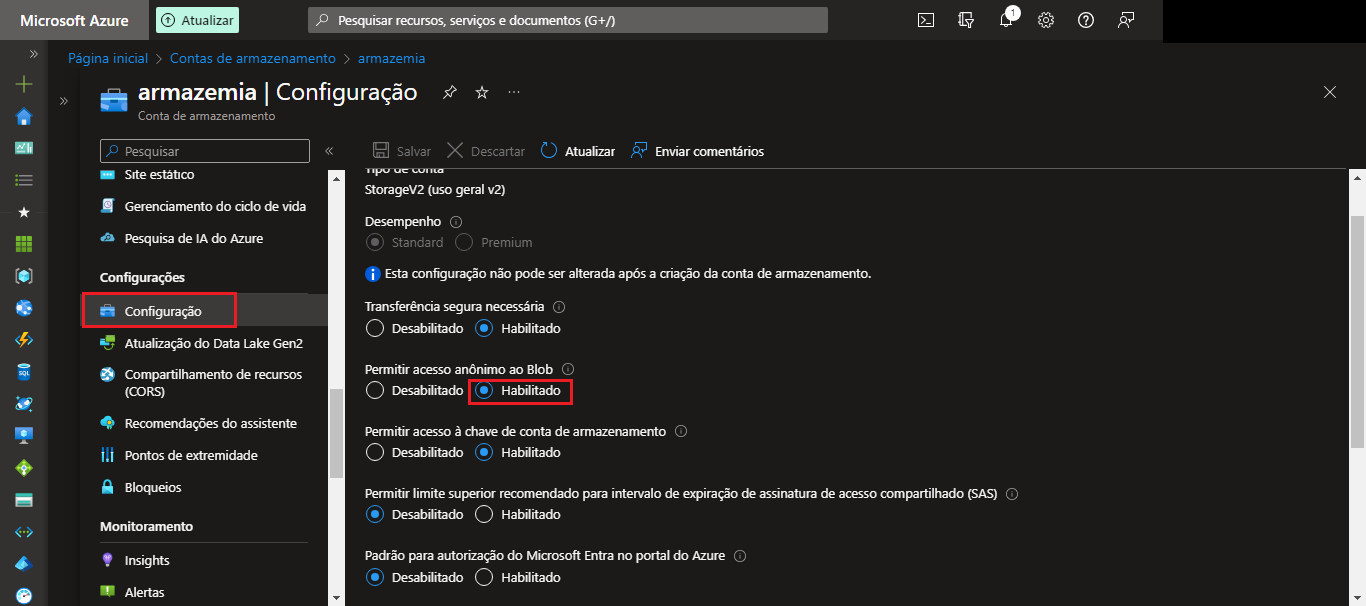 Microsoft Azure
Atualizar
Pesquisar recursos, serviços e documentos (G+/)
1
Página inicial > Contas de armazenamento > armazemia
armazemia | Configuração
Conta de armazenamento
Pesquisar
Salvar
Descartar
Atualizar
Enviar comentários
Site estático
Gerenciamento do ciclo de vida
Pesquisa de IA do Azure
Configurações
Configuração
Atualização do Data Lake Gen2
Compartilhamento de recursos
(CORS)
Recomendações do assistente
Pontos de extremidade
Bloqueios
Monitoramento
Insights
Alertas
Tipo de conta
StorageV2 (uso geral v2)
Desempenho
Standard Premium
Esta configuração não pode ser alterada após a criação da conta de armazenamento.
Transferência segura necessária
Desabilitado Habilitado
Permitir acesso anônimo ao Blob
Desabilitado Habilitado
Permitir acesso à chave de conta de armazenamento
Desabilitado Habilitado
Permitir limite superior recomendado para intervalo de expiração de assinatura de acesso compartilhado (SAS)
Desabilitado Habilitado
Padrão para autorização do Microsoft Entra no portal do Azure
Desabilitado Habilitado
SQL